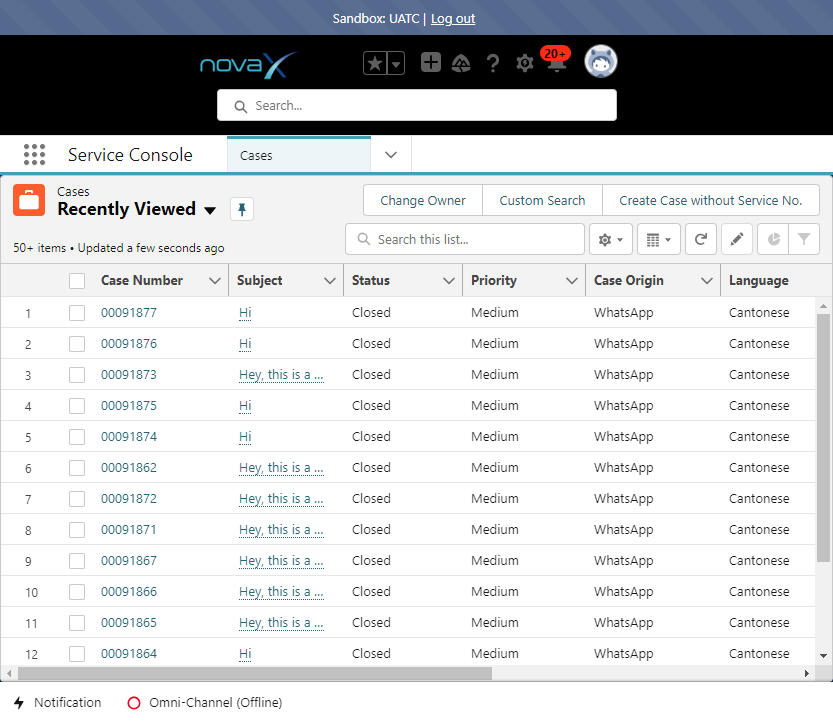 Sandbox: UATC | Log out
novaX
20+
Search...
Service Console
Cases
Cases
Recently Viewed
Change Owner Custom Search Create Case without Service No.
50+ items • Updated a few seconds ago
Search this list...
Case Number Subject Status Priority Case Origin Language
1 00091877 Hi Closed Medium WhatsApp Cantonese
2 00091876 Hi Closed Medium WhatsApp Cantonese
3 00091873 Hey, this is a ... Closed Medium WhatsApp Cantonese
4 00091875 Hi Closed Medium WhatsApp Cantonese
5 00091874 Hi Closed Medium WhatsApp Cantonese
6 00091862 Hey, this is a ... Closed Medium WhatsApp Cantonese
7 00091872 Hey, this is a ... Closed Medium WhatsApp Cantonese
8 00091871 Hey, this is a ... Closed Medium WhatsApp Cantonese
9 00091867 Hey, this is a ... Closed Medium WhatsApp Cantonese
10 00091866 Hey, this is a ... Closed Medium WhatsApp Cantonese
11 00091865 Hey, this is a ... Closed Medium WhatsApp Cantonese
12 00091864 Hi Closed Medium WhatsApp Cantonese
Notification Omni-Channel (Offline)